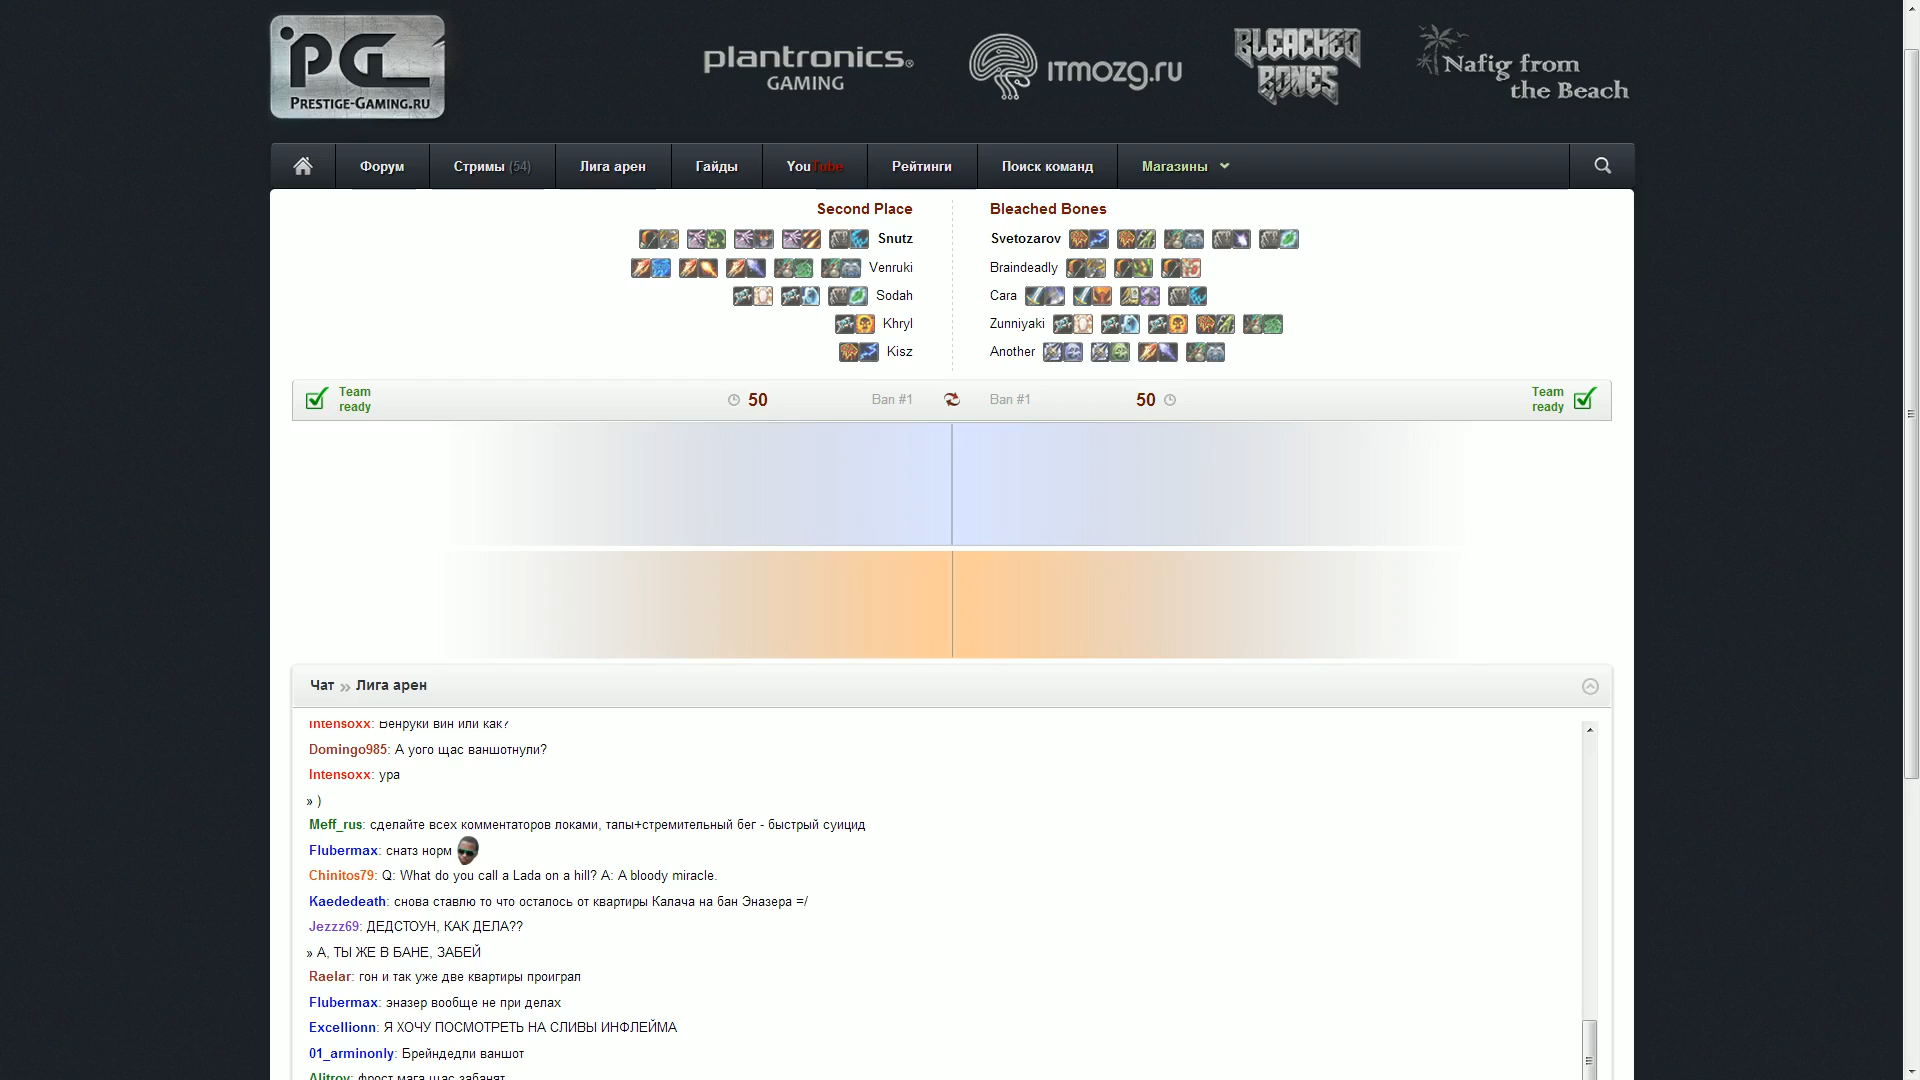 PG
PRESTIGE-GAMING.RU
plantronics®
GAMING
ITMOZG.RU
BLEACHED
BONES
Nafig from
the Beach
Форум
Стримы (54)
Лига арен
Гайды
YouTube
Рейтинги
Поиск команд
Магазины
Second Place
Bleached Bones
Snutz
Svetozarov
Venruki
Braindeadly
Sodah
Cara
Khryl
Zunniyaki
Kisz
Another
Team
ready
50
Ban #1
Ban #1
50
Team
ready
Чат » Лига арен
Intensoxx: Венруки вин или как?
Domingo985: А уого щас ваншотнули?
Intensoxx: ура
» )
Meff_rus: сделайте всех комментаторов локами, тапы+стремительный бег - быстрый суицид
Flubermax: снатз норм
Chinitos79: Q: What do you call a Lada on a hill? A: A bloody miracle.
Kaededeath: снова ставлю то что осталось от квартиры Калача на бан Эназера =/
Jezzz69: ДЕДСТОУН, КАК ДЕЛА??
» А, ТЫ ЖЕ В БАНЕ, ЗАБЕЙ
Raelar: гон и так уже две квартиры проиграл
Flubermax: эназер вообще не при делах
Excellionn: Я ХОЧУ ПОСМОТРЕТЬ НА СЛИВЫ ИНФЛЕЙМА
01_arminonly: Брейндедли ваншот
Alitroy: фрост мага щас забанят